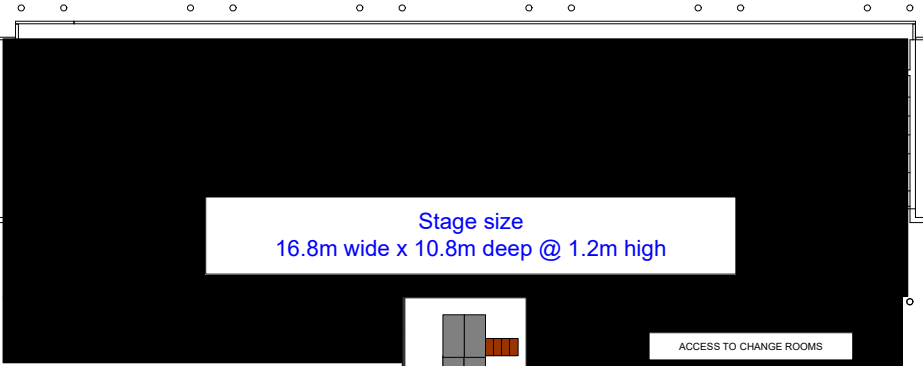 Stage size
16.8m wide x 10.8m deep @ 1.2m high
ACCESS TO CHANGE ROOMS